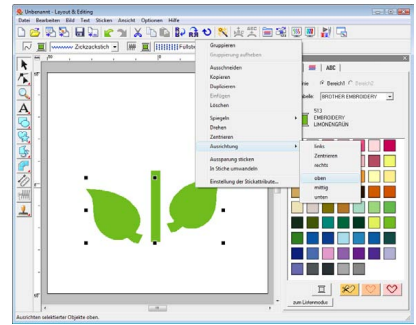 Unbenannt - Layout & Editing
Datei Bearbeiten Bild Text Sticken Ansicht Optionen Hilfe
Zickzackstich
Füllstich
Gruppieren
Gruppierung aufheben
Ausschneiden
Kopieren
Duplizieren
Einfügen
Löschen
Spiegeln
Drehen
Zentrieren
Ausrichtung
Aussparung sticken
In Stiche umwandeln
Einstellung der Stickattribute...
links
Zentrieren
rechts
oben
mittig
unten
ABC
Bereich1 Bereich2
BROTHER EMBROIDERY
513
EMBROIDERY
LIMONENGRÜN
zum Listenmodus
Ausrichten selektierter Objekte oben.